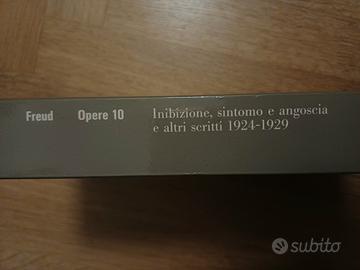 Freud Opere 10 Inibizione, sintomo e angoscia
e altri scritti 1924-1929
subito